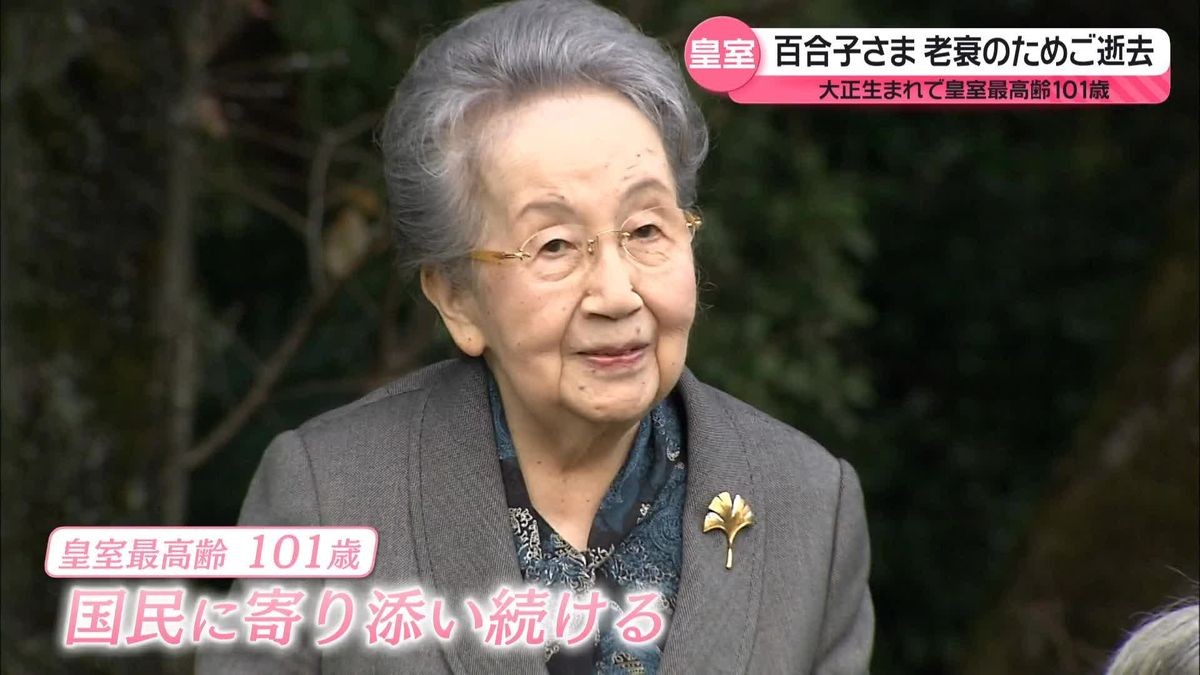 皇室
百合子さま 老衰のためご逝去
大正生まれで皇室最高齢101歳
皇室最高齢 101歳
国民に寄り添い続ける